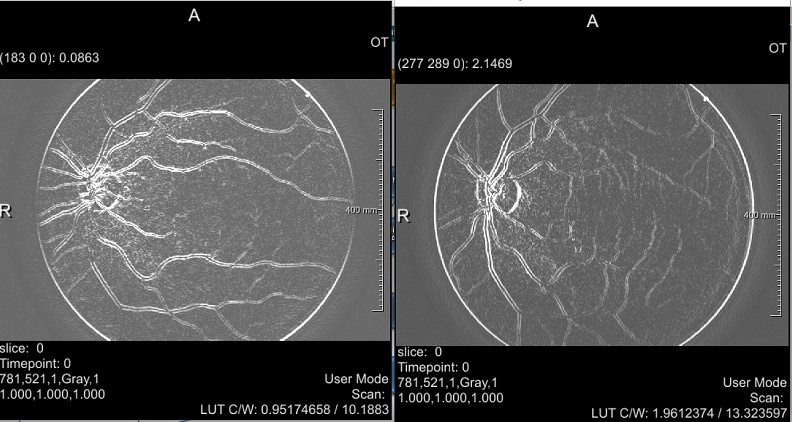 A
OT
(183 0 0): 0.0863
400 mm
R
slice: 0
Timepoint: 0
781,521,1,Gray,1
User Mode
1.000,1.000,1.000
Scan:
LUT C/W: 0.95174658 / 10.1883
A
OT
(277 289 0): 2.1469
400 mm
R
slice: 0
Timepoint: 0
781,521,1,Gray,1
User Mode
1.000,1.000,1.000
Scan:
LUT C/W: 1.9612374 / 13.323597